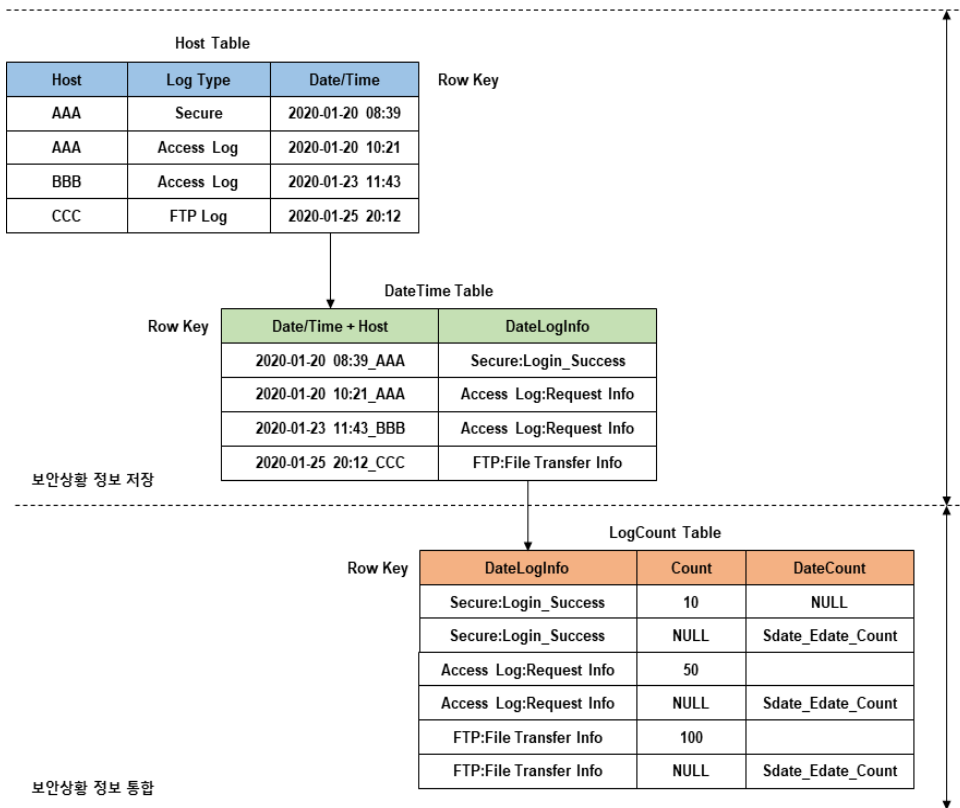 Host Table
Host Log Type Date/Time Row Key
AAA Secure 2020-01-20 08:39
AAA Access Log 2020-01-20 10:21
BBB Access Log 2020-01-23 11:43
CCC FTP Log 2020-01-25 20:12
DateTime Table
Row Key Date/Time + Host DateLogInfo
2020-01-20 08:39_AAA Secure:Login_Success
2020-01-20 10:21_AAA Access Log:Request Info
2020-01-23 11:43_BBB Access Log:Request Info
2020-01-25 20:12_CCC FTP:File Transfer Info
보안상황 정보 저장
LogCount Table
Row Key DateLogInfo Count DateCount
Secure:Login_Success 10 NULL
Secure:Login_Success NULL Sdate_Edate_Count
Access Log:Request Info 50
Access Log:Request Info NULL Sdate_Edate_Count
FTP:File Transfer Info 100
FTP:File Transfer Info NULL Sdate_Edate_Count
보안상황 정보 통합